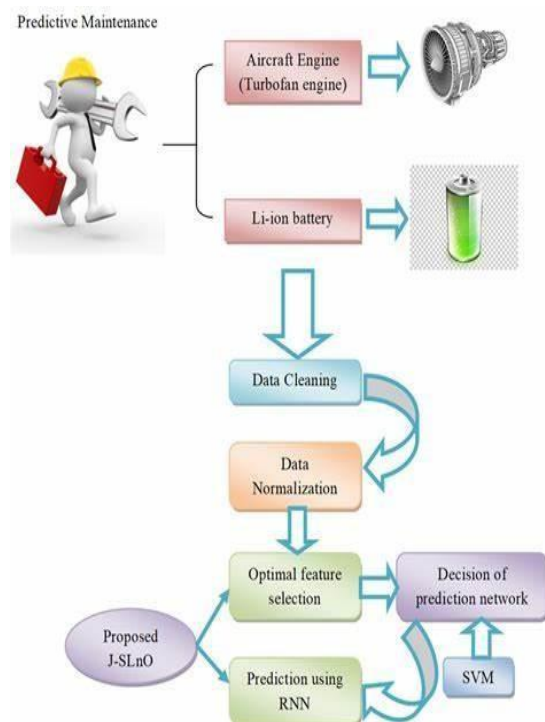 Predictive Maintenance
Aircraft Engine
(Turbofan engine)
Li-ion battery
Data Cleaning
Data
Normalization
Optimal feature
selection
Decision of
prediction network
Proposed
J-SLnO
Prediction using
RNN
SVM